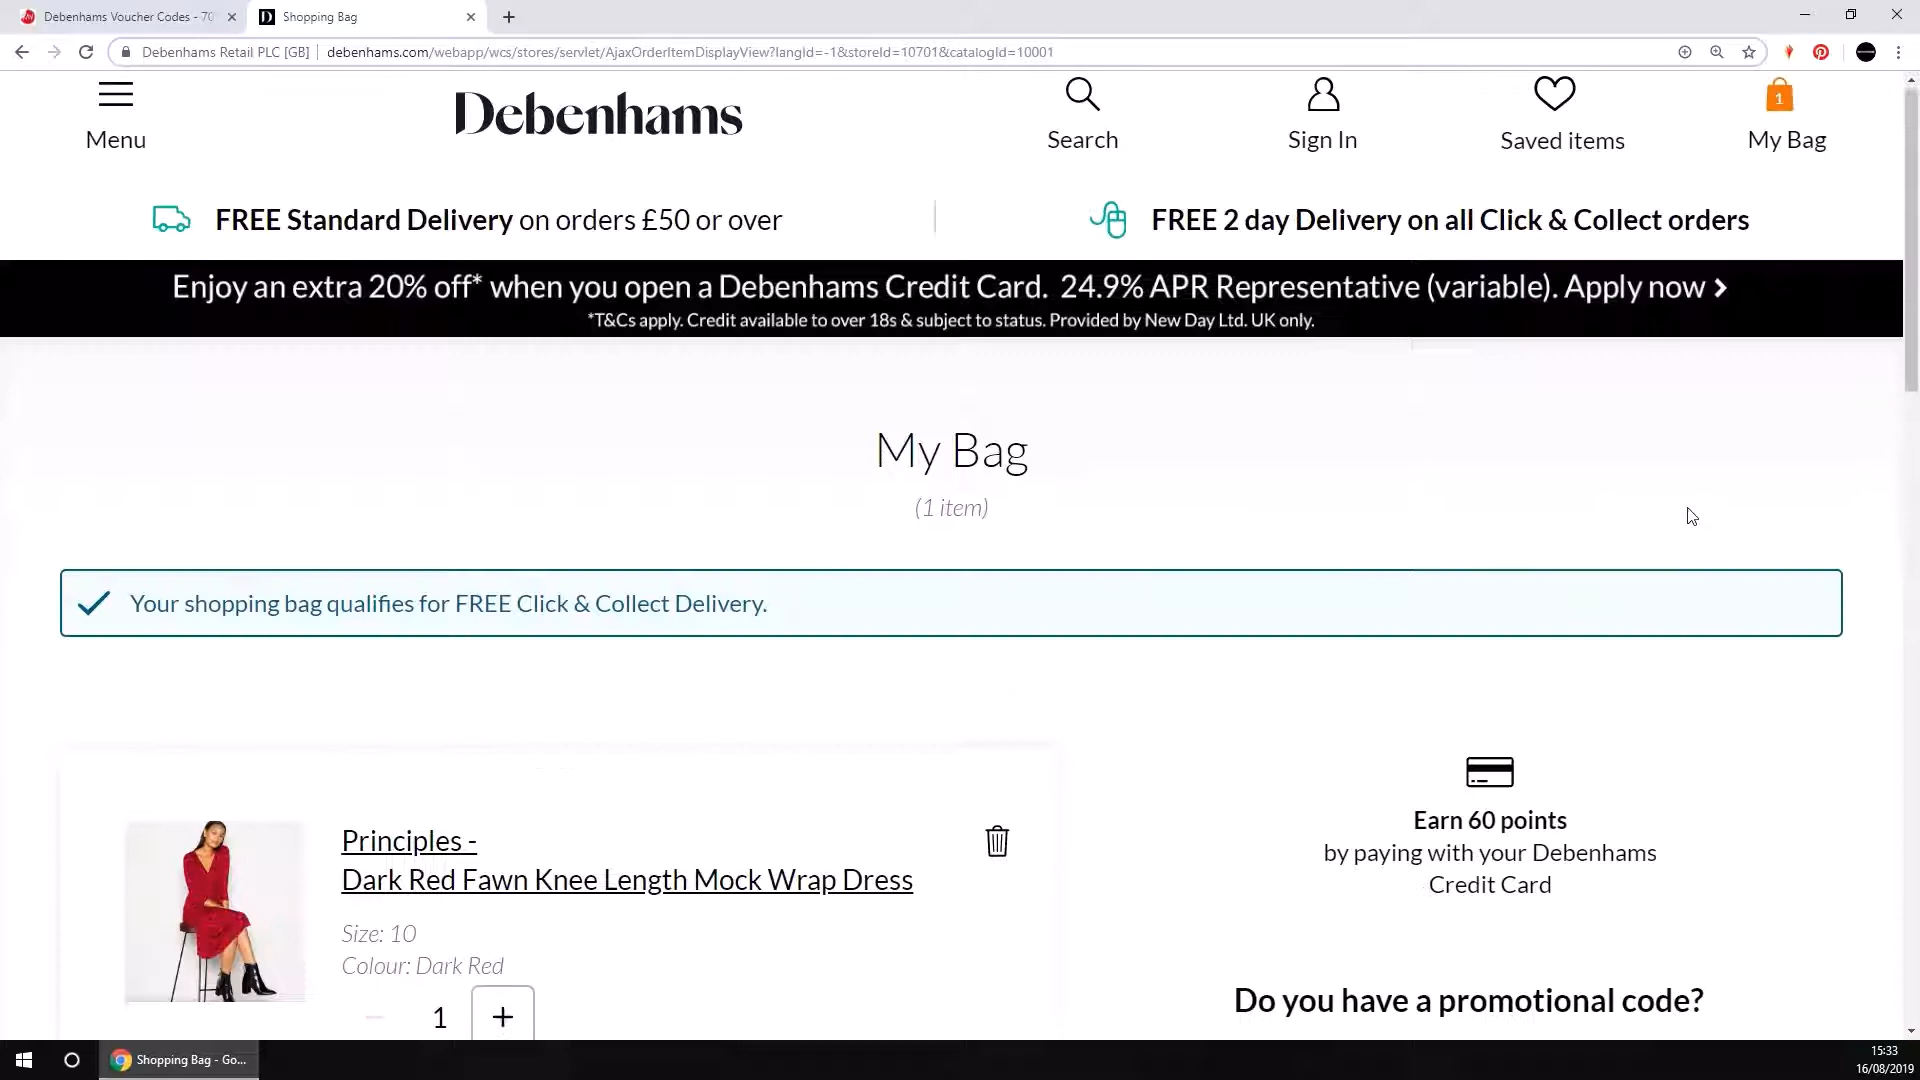 Debenhams Voucher Codes - 70
Shopping Bag
Debenhams Retail PLC [GB]
debenhams.com/webapp/wcs/stores/servlet/AjaxOrderItemDisplayView?langId=-1&storeId=10701&catalogId=10001
Menu
Debenhams
Search
Sign In
Saved items
1
My Bag
FREE Standard Delivery on orders £50 or over
FREE 2 day Delivery on all Click & Collect orders
Enjoy an extra 20% off* when you open a Debenhams Credit Card. 24.9% APR Representative (variable). Apply now
*T&Cs apply. Credit available to over 18s & subject to status. Provided by New Day Ltd. UK only.
My Bag
(1 item)
Your shopping bag qualifies for FREE Click & Collect Delivery.
Principles -
Dark Red Fawn Knee Length Mock Wrap Dress
Size: 10
Colour: Dark Red
1
Earn 60 points
by paying with your Debenhams
Credit Card
Do you have a promotional code?
Shopping Bag - Go...
15:33
16/08/2019